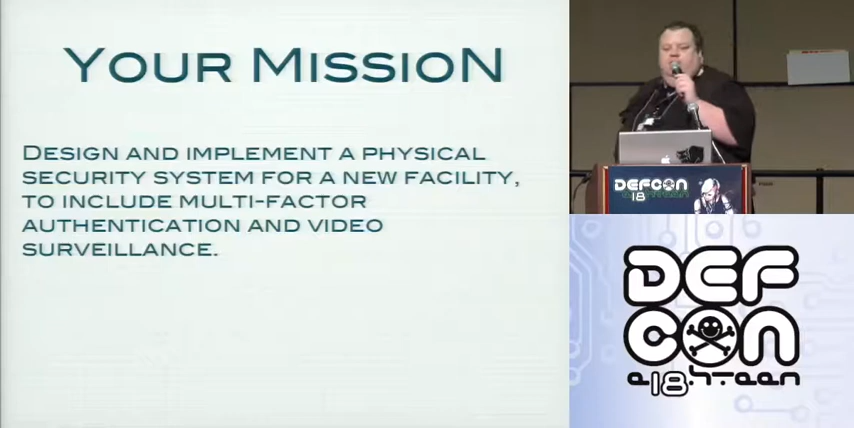 YOUR MISSION
DESIGN AND IMPLEMENT A PHYSICAL
SECURITY SYSTEM FOR A NEW FACILITY,
TO INCLUDE MULTI-FACTOR
AUTHENTICATION AND VIDEO
SURVEILLANCE.
DEFCON
18
DEF
CON
e18hteen